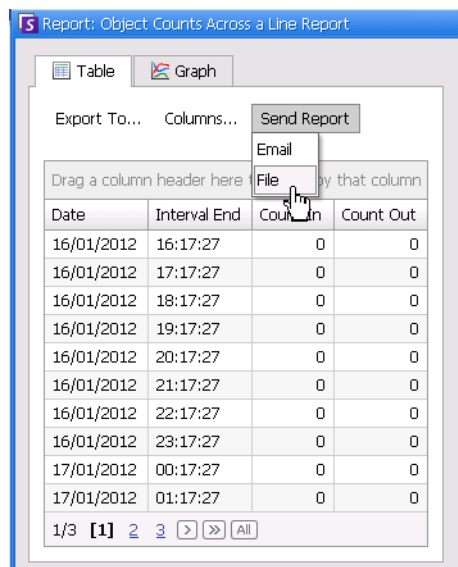 Report: Object Counts Across a Line Report
Table Graph
Export To... Columns... Send Report
Email
File
Drag a column header here by that column
Date Interval End Count In Count Out
16/01/2012 16:17:27 0 0
16/01/2012 17:17:27 0 0
16/01/2012 18:17:27 0 0
16/01/2012 19:17:27 0 0
16/01/2012 20:17:27 0 0
16/01/2012 21:17:27 0 0
16/01/2012 22:17:27 0 0
16/01/2012 23:17:27 0 0
17/01/2012 00:17:27 0 0
17/01/2012 01:17:27 0 0
1/3 [1] 2 3 > >> All